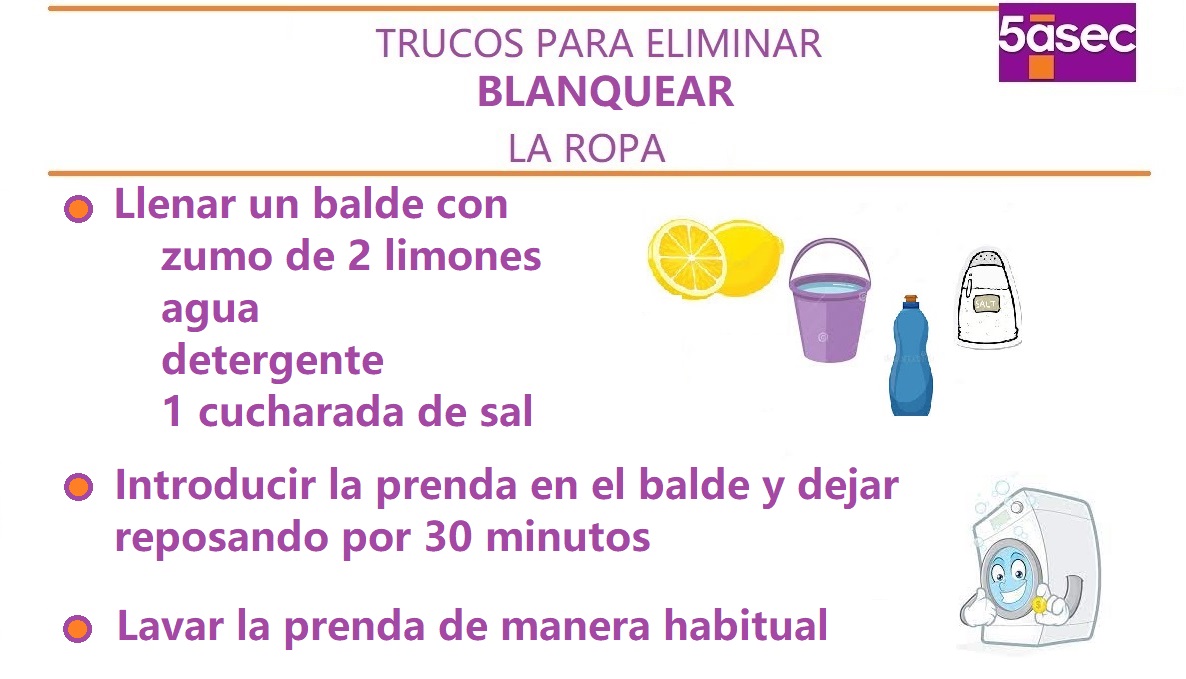 TRUCOS PARA ELIMINAR
5asec
BLANQUEAR
LA ROPA
Llenar un balde con
zumo de 2 limones
agua
detergente
1 cucharada de sal
SALT
Introducir la prenda en el balde y dejar
reposando por 30 minutos
Lavar la prenda de manera habitual